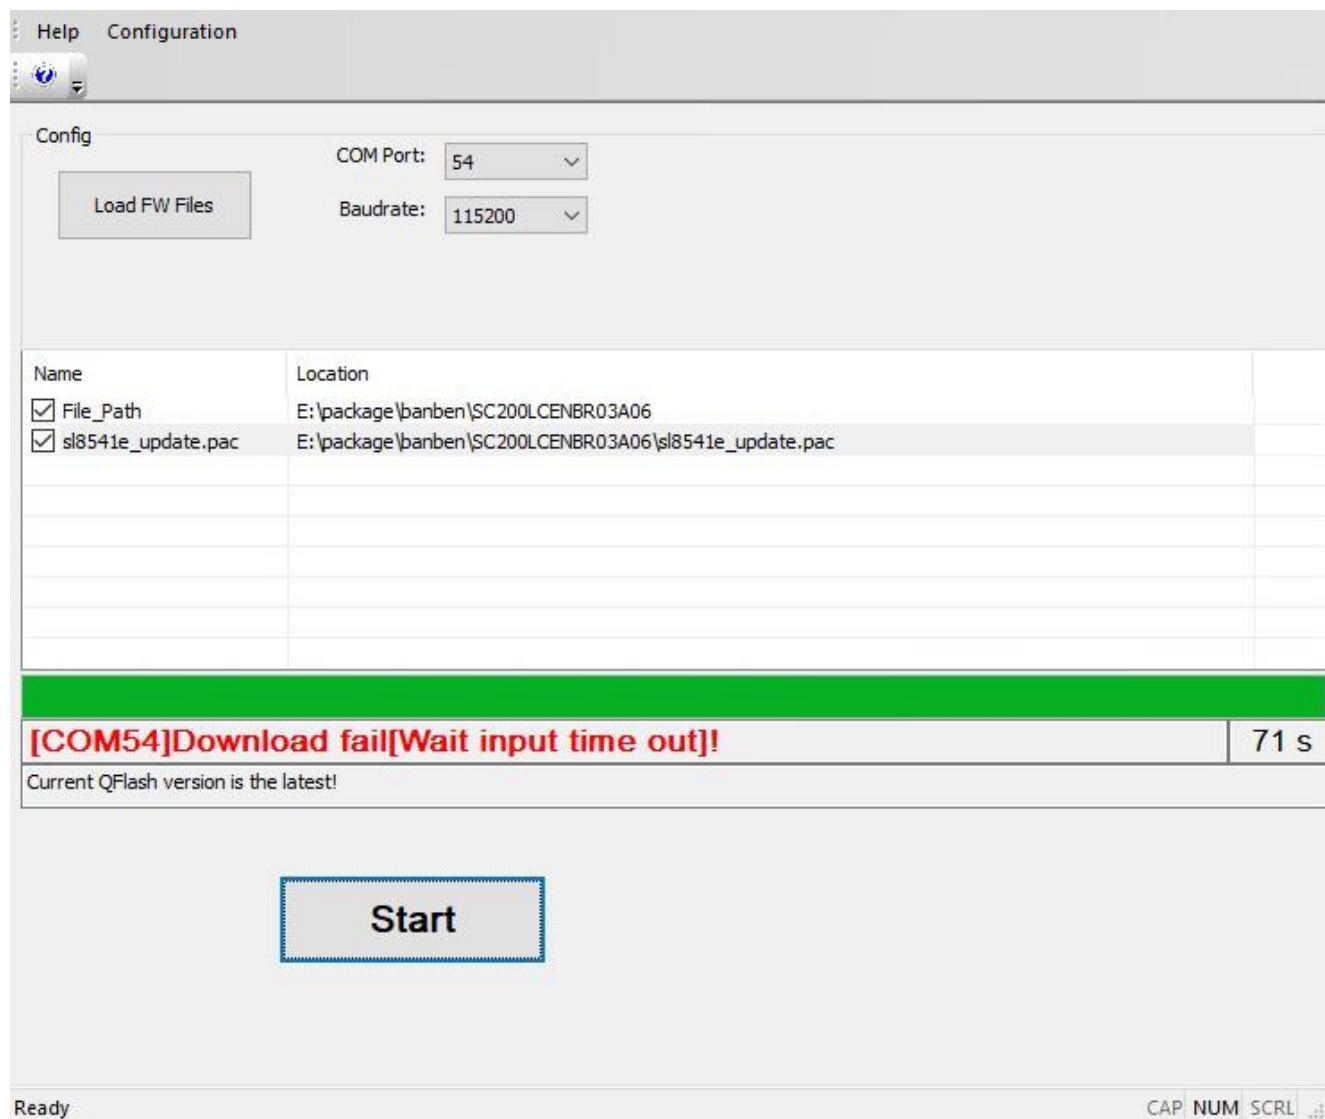 Help Configuration
Config
COM Port: 54
Load FW Files
Baudrate: 115200
Name Location
File_Path E:\package\banben\SC200LCENBR03A06
sl8541e_update.pac E:\package\banben\SC200LCENBR03A06\sl8541e_update.pac
[COM54]Download fail[Wait input time out]! 71 s
Current QFlash version is the latest!
Start
Ready CAP NUM SCRL